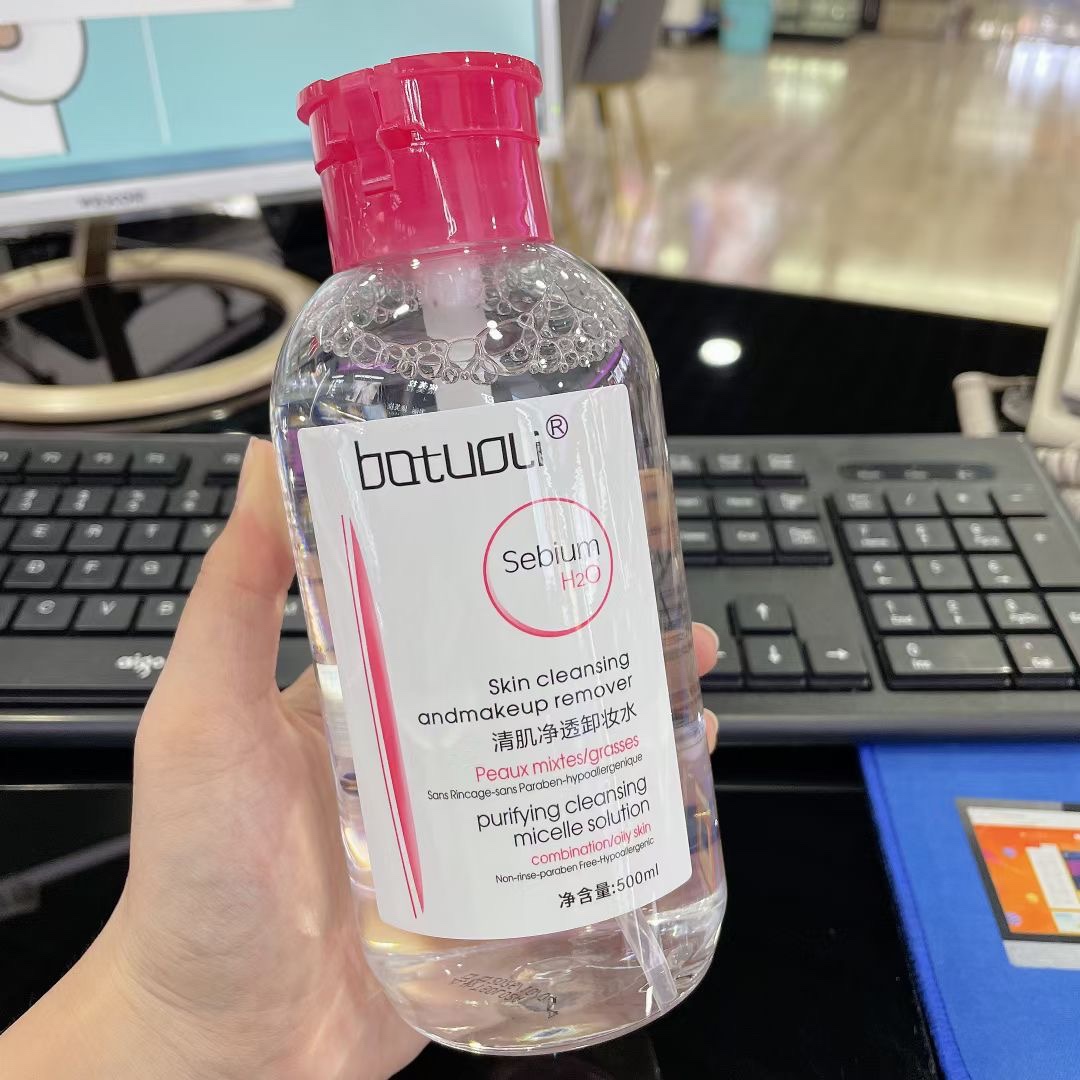 batuoli®
Sebium
H2O
Skin cleansing
andmakeup remover
清肌净透卸妆水
Peaux mixtes/grasses
Sans Rincage-sans Paraben-hypoallergenique
purifying cleansing
micelle solution
combination/oily skin
Non-rinse-paraben Free-Hypoallergenic
净含量:500ml
aigo